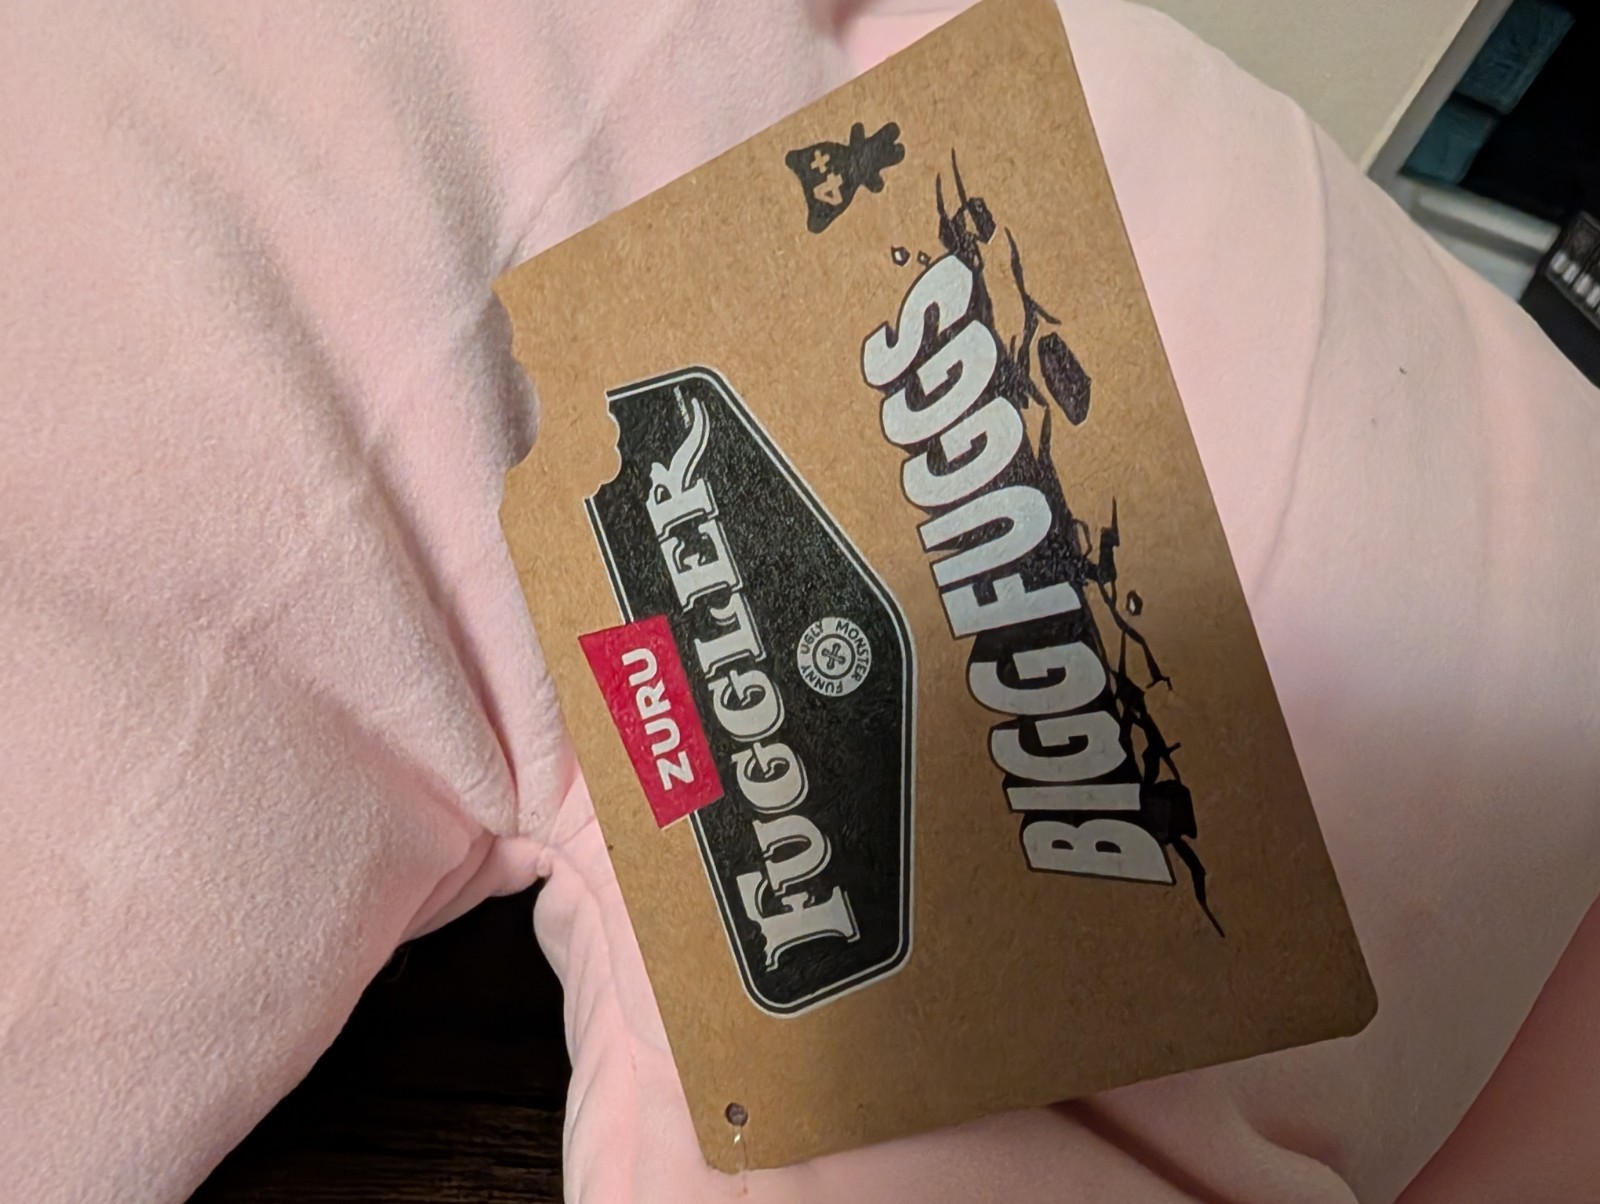 ZURU
FUGGLER
FUNNY UGLY MONSTER
BIGG FUGGS
4+